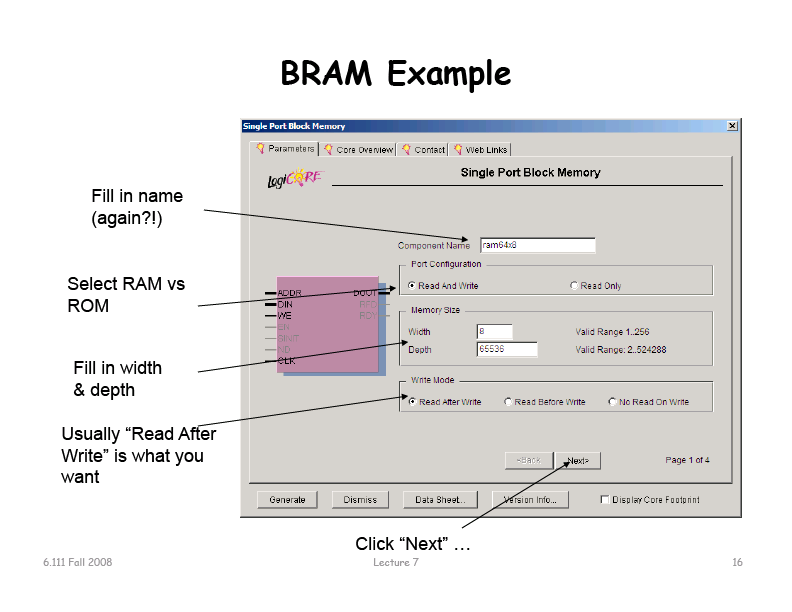 BRAM Example
Single Port Block Memory
Parameters Core Overview Contact Web Links
LogiCORE
Single Port Block Memory
Fill in name
(again?!)
Component Name ram64x8
Port Configuration
Read And Write Read Only
Select RAM vs
ROM
ADDR DOUT
DIN RFD
WE RDY
EN
SINIT
ND
CLK
Memory Size
Width 8 Valid Range 1..256
Depth 65536 Valid Range: 2..524288
Fill in width
& depth
Write Mode
Read After Write Read Before Write No Read On Write
Usually “Read After
Write” is what you
want
<Back Next> Page 1 of 4
Generate Dismiss Data Sheet... Version Info... Display Core Footprint
Click “Next” …
6.111 Fall 2008 Lecture 7 16